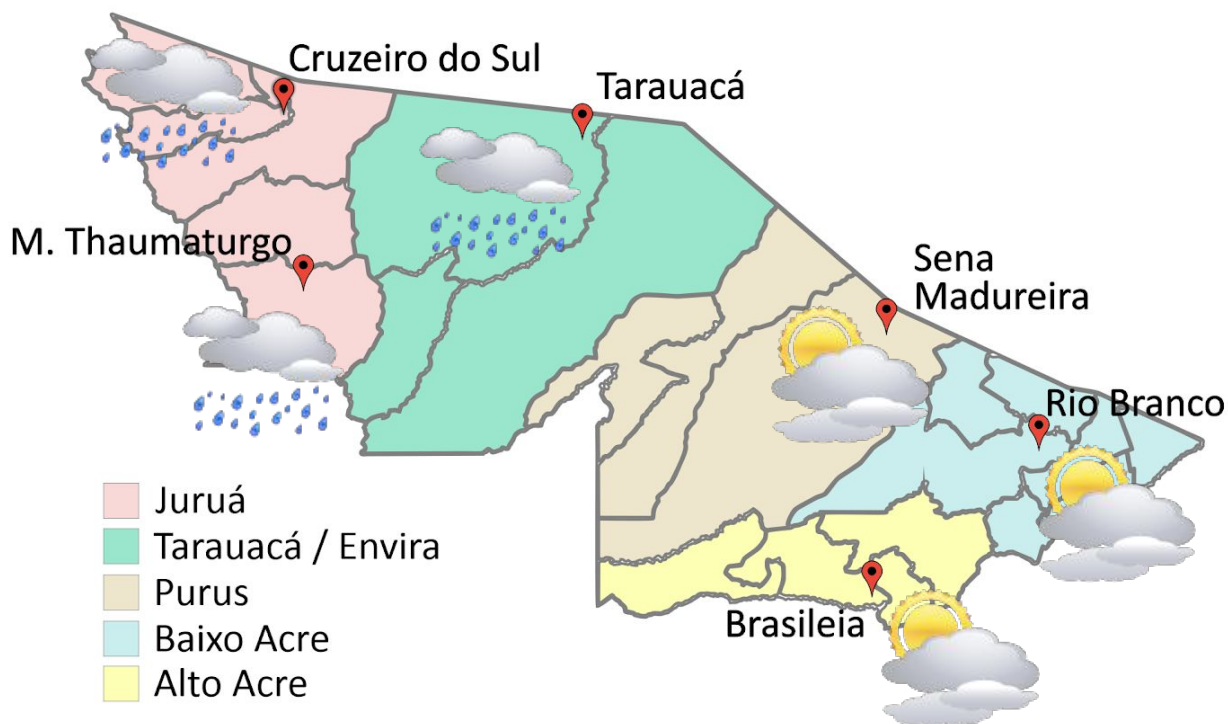 Cruzeiro do Sul
Tarauacá
M. Thaumaturgo
Sena
Madureira
Rio Branco
Brasileia
Juruá
Tarauacá / Envira
Purus
Baixo Acre
Alto Acre